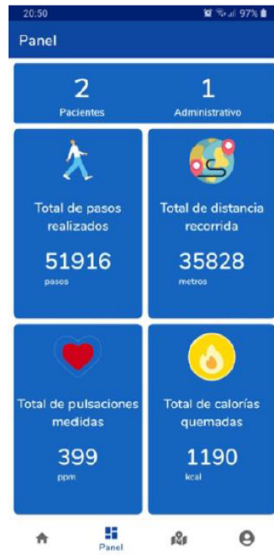 20:50 97%
Panel
2 1
Pacientes Administrativo
Total de pasos
realizados
51916
pasos
Total de distancia
recorrida
35828
metros
Total de pulsaciones
medidas
399
ppm
Total de calorías
quemadas
1190
kcal
Panel